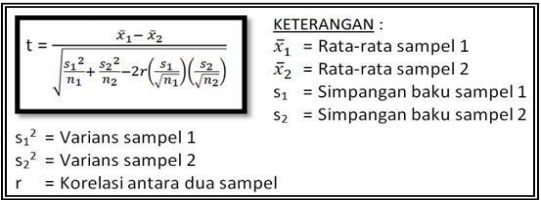 t = x̄₁− x̄₂ / √(s₁²/n₁ + s₂²/n₂ −2r(s₁/√n₁)(s₂/√n₂))
KETERANGAN :
x̄₁ = Rata-rata sampel 1
x̄₂ = Rata-rata sampel 2
s₁ = Simpangan baku sampel 1
s₂ = Simpangan baku sampel 2
s₁² = Varians sampel 1
s₂² = Varians sampel 2
r = Korelasi antara dua sampel